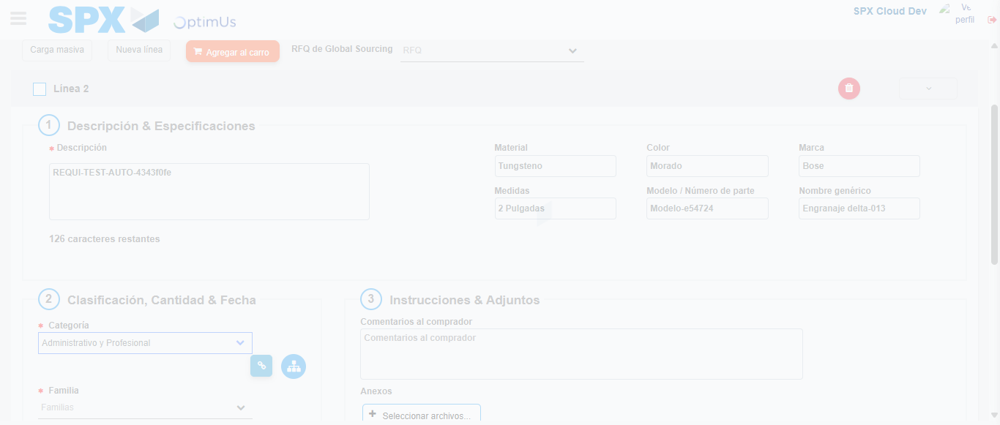 SPX
OptimUs
SPX Cloud Dev
Ve
perfil
Carga masiva
Nueva línea
Agregar al carro
RFQ de Global Sourcing
RFQ
Línea 2
1 Descripción & Especificaciones
* Descripción
REQUI-TEST-AUTO-4343f0fe
126 caracteres restantes
Material
Tungsteno
Color
Morado
Marca
Bose
Medidas
2 Pulgadas
Modelo / Número de parte
Modelo-e54724
Nombre genérico
Engranaje delta-013
2 Clasificación, Cantidad & Fecha
* Categoría
Administrativo y Profesional
* Familia
Familias
3 Instrucciones & Adjuntos
Comentarios al comprador
Comentarios al comprador
Anexos
+ Seleccionar archivos...